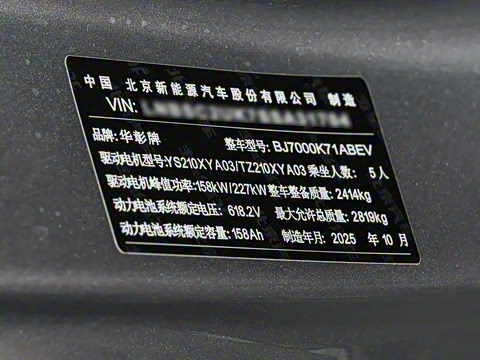 中国 北京新能源汽车股份有限公司 制造
VIN:
品牌: 华彰牌 整车型号: BJ7000K71ABEV
驱动电机型号: YS210XYA03/TZ210XYA03 乘坐人数: 5人
驱动电机峰值功率: 158kW/227kW 整车整备质量: 2414kg
动力电池系统额定电压: 618.2V 最大允许总质量: 2819kg
动力电池系统额定容量: 158Ah 制造年月: 2025 年 10 月